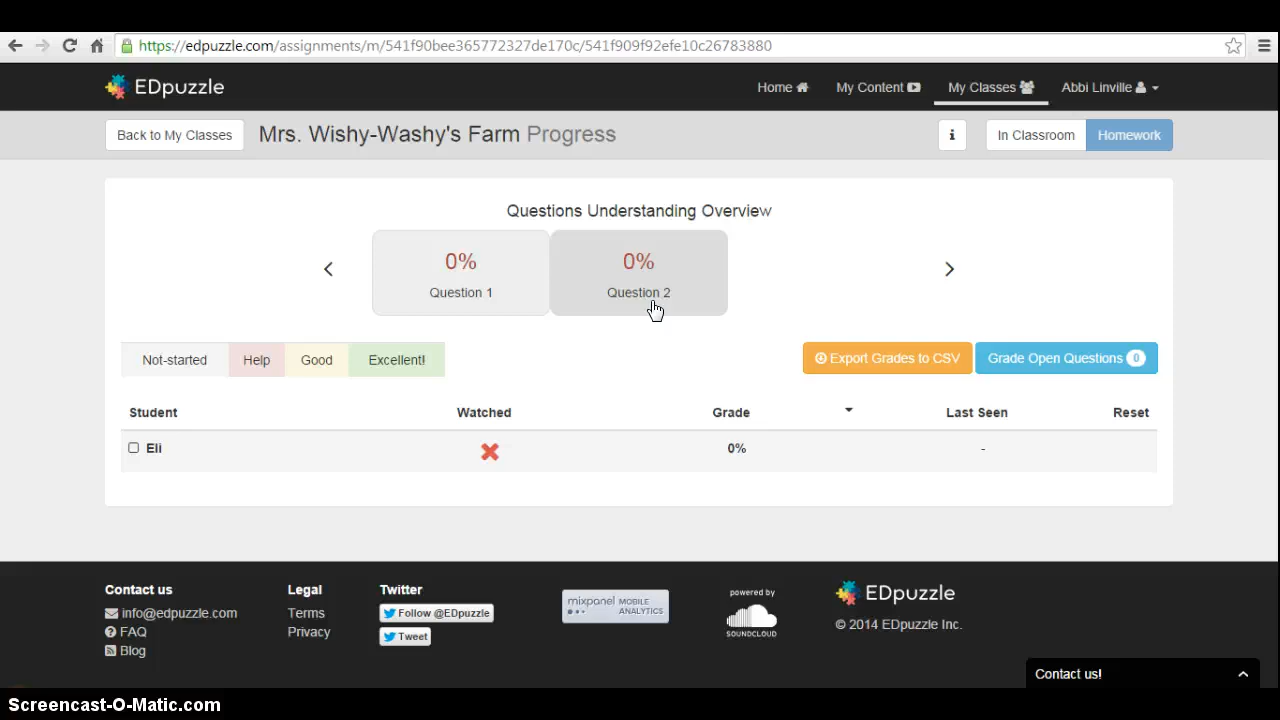 https://edpuzzle.com/assignments/m/541f90bee365772327de170c/541f909f92efe10c26783880
EDpuzzle
Home
My Content
My Classes
Abbi Linville
Back to My Classes
Mrs. Wishy-Washy's Farm Progress
i
In Classroom
Homework
Questions Understanding Overview
0%
Question 1
0%
Question 2
Not-started
Help
Good
Excellent!
Export Grades to CSV
Grade Open Questions 0
Student
Watched
Grade
Last Seen
Reset
Eli
0%
-
Contact us
info@edpuzzle.com
FAQ
Blog
Legal
Terms
Privacy
Twitter
Follow @EDpuzzle
Tweet
mixpanel MOBILE
ANALYTICS
powered by
SOUNDCLOUD
EDpuzzle
© 2014 EDpuzzle Inc.
Contact us!
Screencast-O-Matic.com